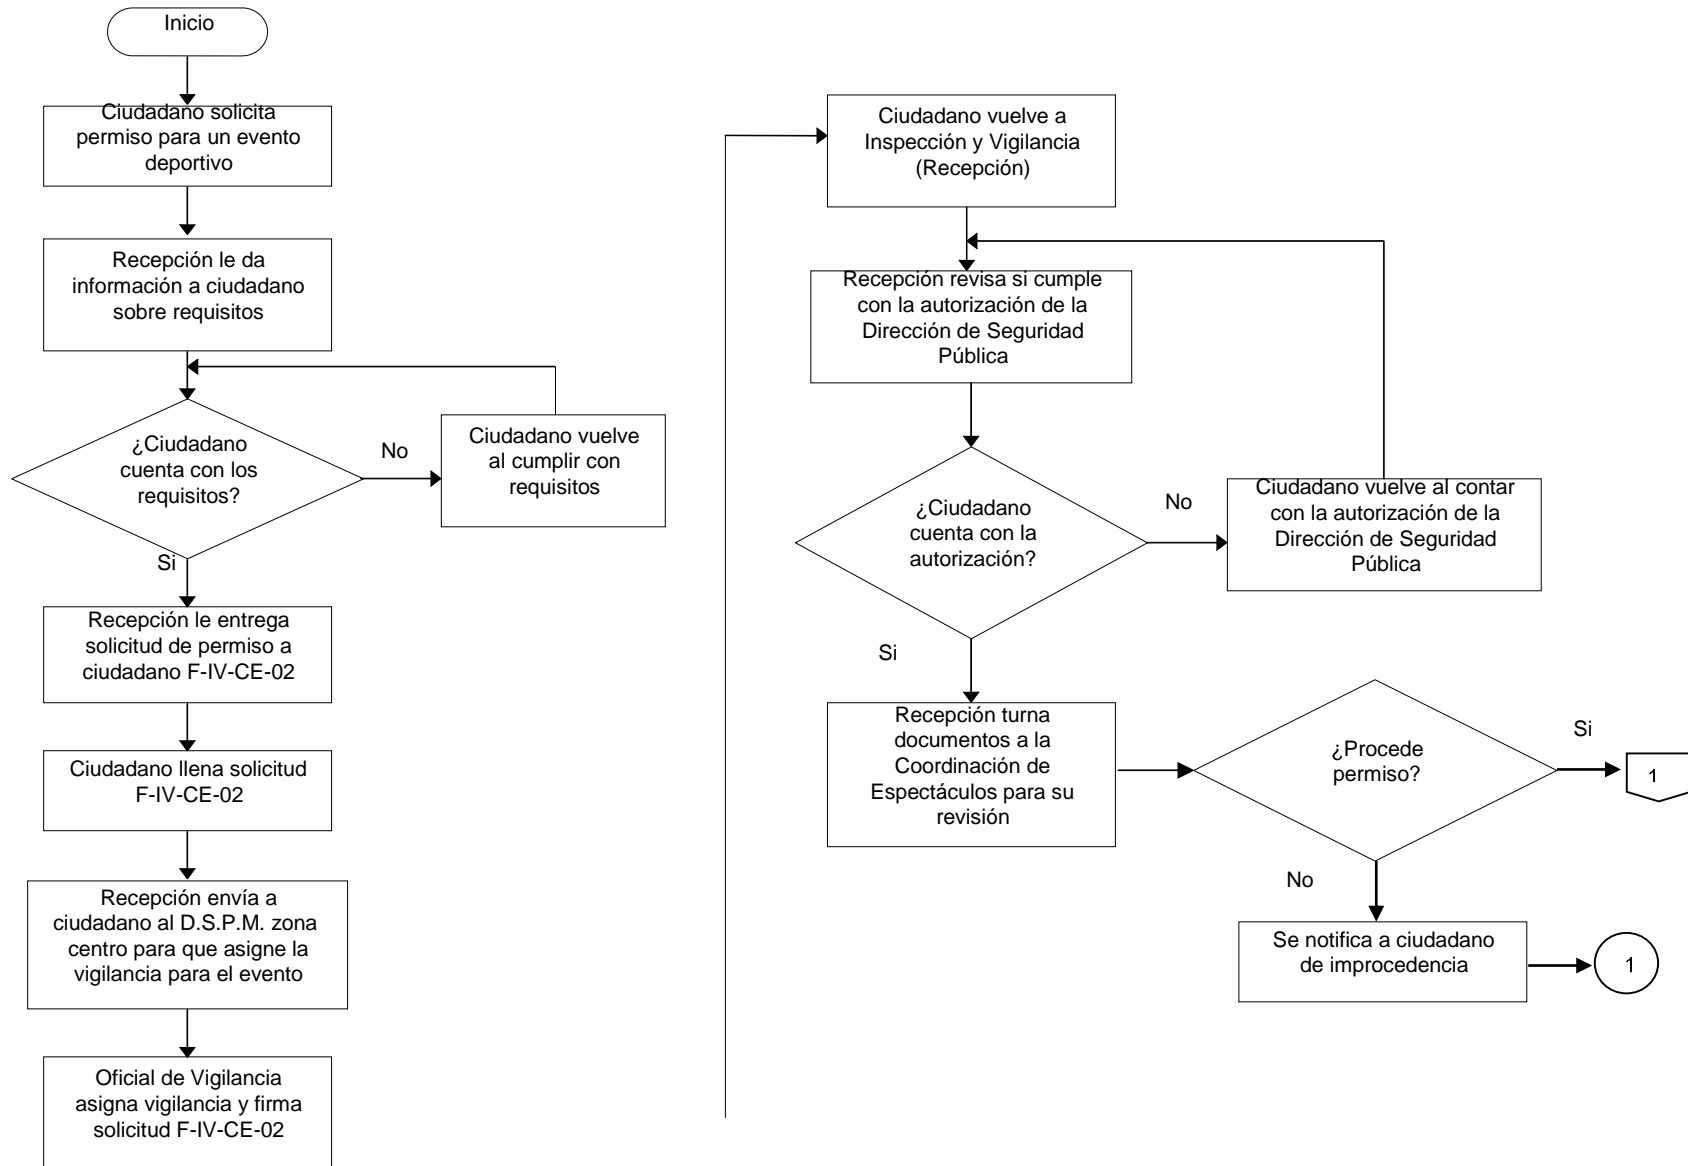 Inicio
Ciudadano solicita
permiso para un evento
deportivo
Recepción le da
información a ciudadano
sobre requisitos
¿Ciudadano
cuenta con los
requisitos?
No
Ciudadano vuelve
al cumplir con
requisitos
Si
Recepción le entrega
solicitud de permiso a
ciudadano F-IV-CE-02
Ciudadano llena solicitud
F-IV-CE-02
Recepción envía a
ciudadano al D.S.P.M. zona
centro para que asigne la
vigilancia para el evento
Oficial de Vigilancia
asigna vigilancia y firma
solicitud F-IV-CE-02
Ciudadano vuelve a
Inspección y Vigilancia
(Recepción)
Recepción revisa si cumple
con la autorización de la
Dirección de Seguridad
Pública
¿Ciudadano
cuenta con la
autorización?
No
Ciudadano vuelve al contar
con la autorización de la
Dirección de Seguridad
Pública
Si
Recepción turna
documentos a la
Coordinación de
Espectáculos para su
revisión
¿Procede
permiso?
Si
1
No
Se notifica a ciudadano
de improcedencia
1